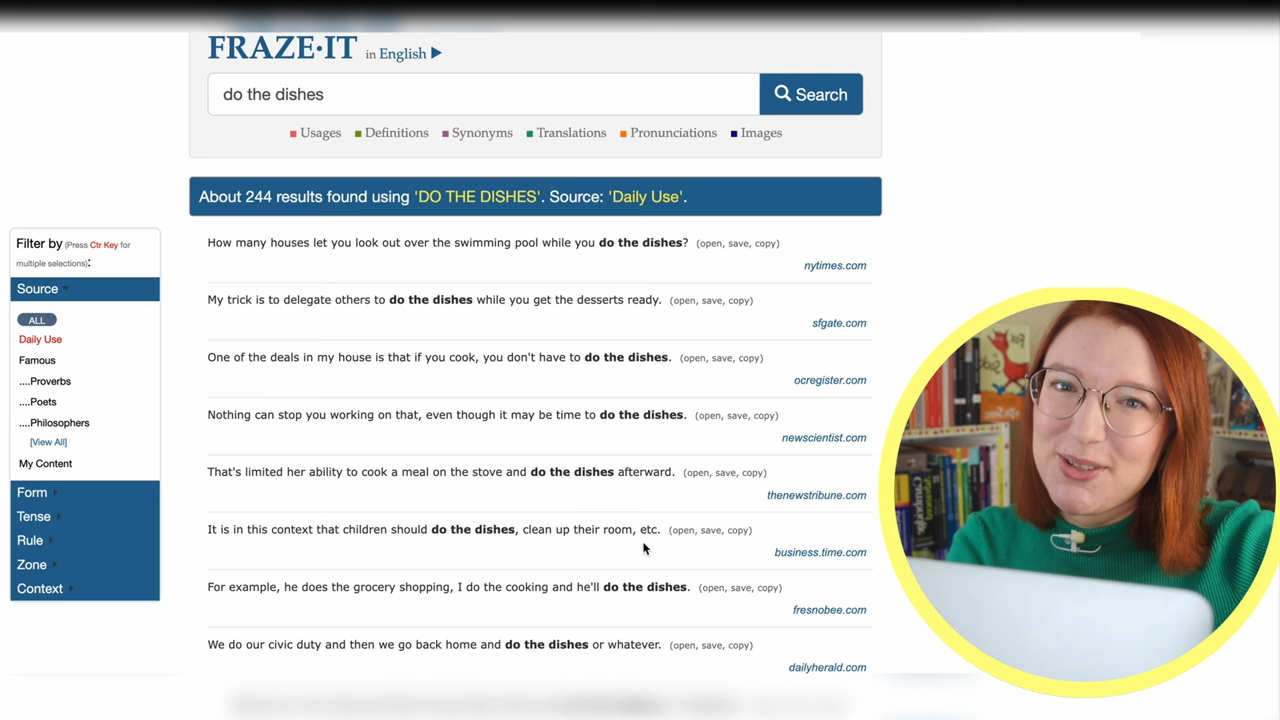 FRAZE·IT in English ▶
do the dishes
Search
Usages Definitions Synonyms Translations Pronunciations Images
About 244 results found using 'DO THE DISHES'. Source: 'Daily Use'.
Filter by (Press Ctr Key for
multiple selections):
Source
ALL
Daily Use
Famous
....Proverbs
....Poets
....Philosophers
[View All]
My Content
Form
Tense
Rule
Zone
Context
How many houses let you look out over the swimming pool while you do the dishes? (open, save, copy)
nytimes.com
My trick is to delegate others to do the dishes while you get the desserts ready. (open, save, copy)
sfgate.com
One of the deals in my house is that if you cook, you don't have to do the dishes. (open, save, copy)
ocregister.com
Nothing can stop you working on that, even though it may be time to do the dishes. (open, save, copy)
newscientist.com
That's limited her ability to cook a meal on the stove and do the dishes afterward. (open, save, copy)
thenewstribune.com
It is in this context that children should do the dishes, clean up their room, etc. (open, save, copy)
business.time.com
For example, he does the grocery shopping, I do the cooking and he'll do the dishes. (open, save, copy)
fresnobee.com
We do our civic duty and then we go back home and do the dishes or whatever. (open, save, copy)
dailyherald.com